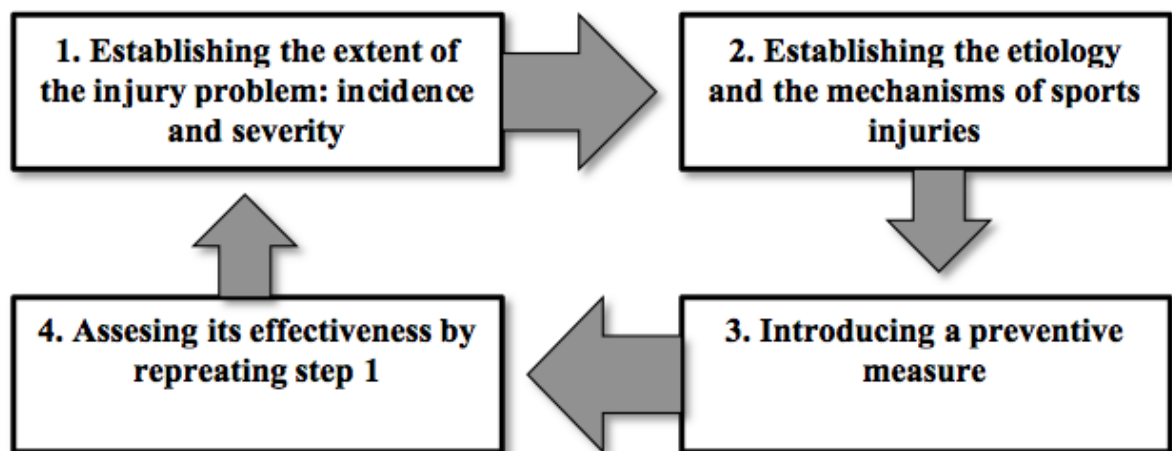 1. Establishing the extent of
the injury problem: incidence
and severity
2. Establishing the etiology
and the mechanisms of sports
injuries
3. Introducing a preventive
measure
4. Assesing its effectiveness by
repreating step 1